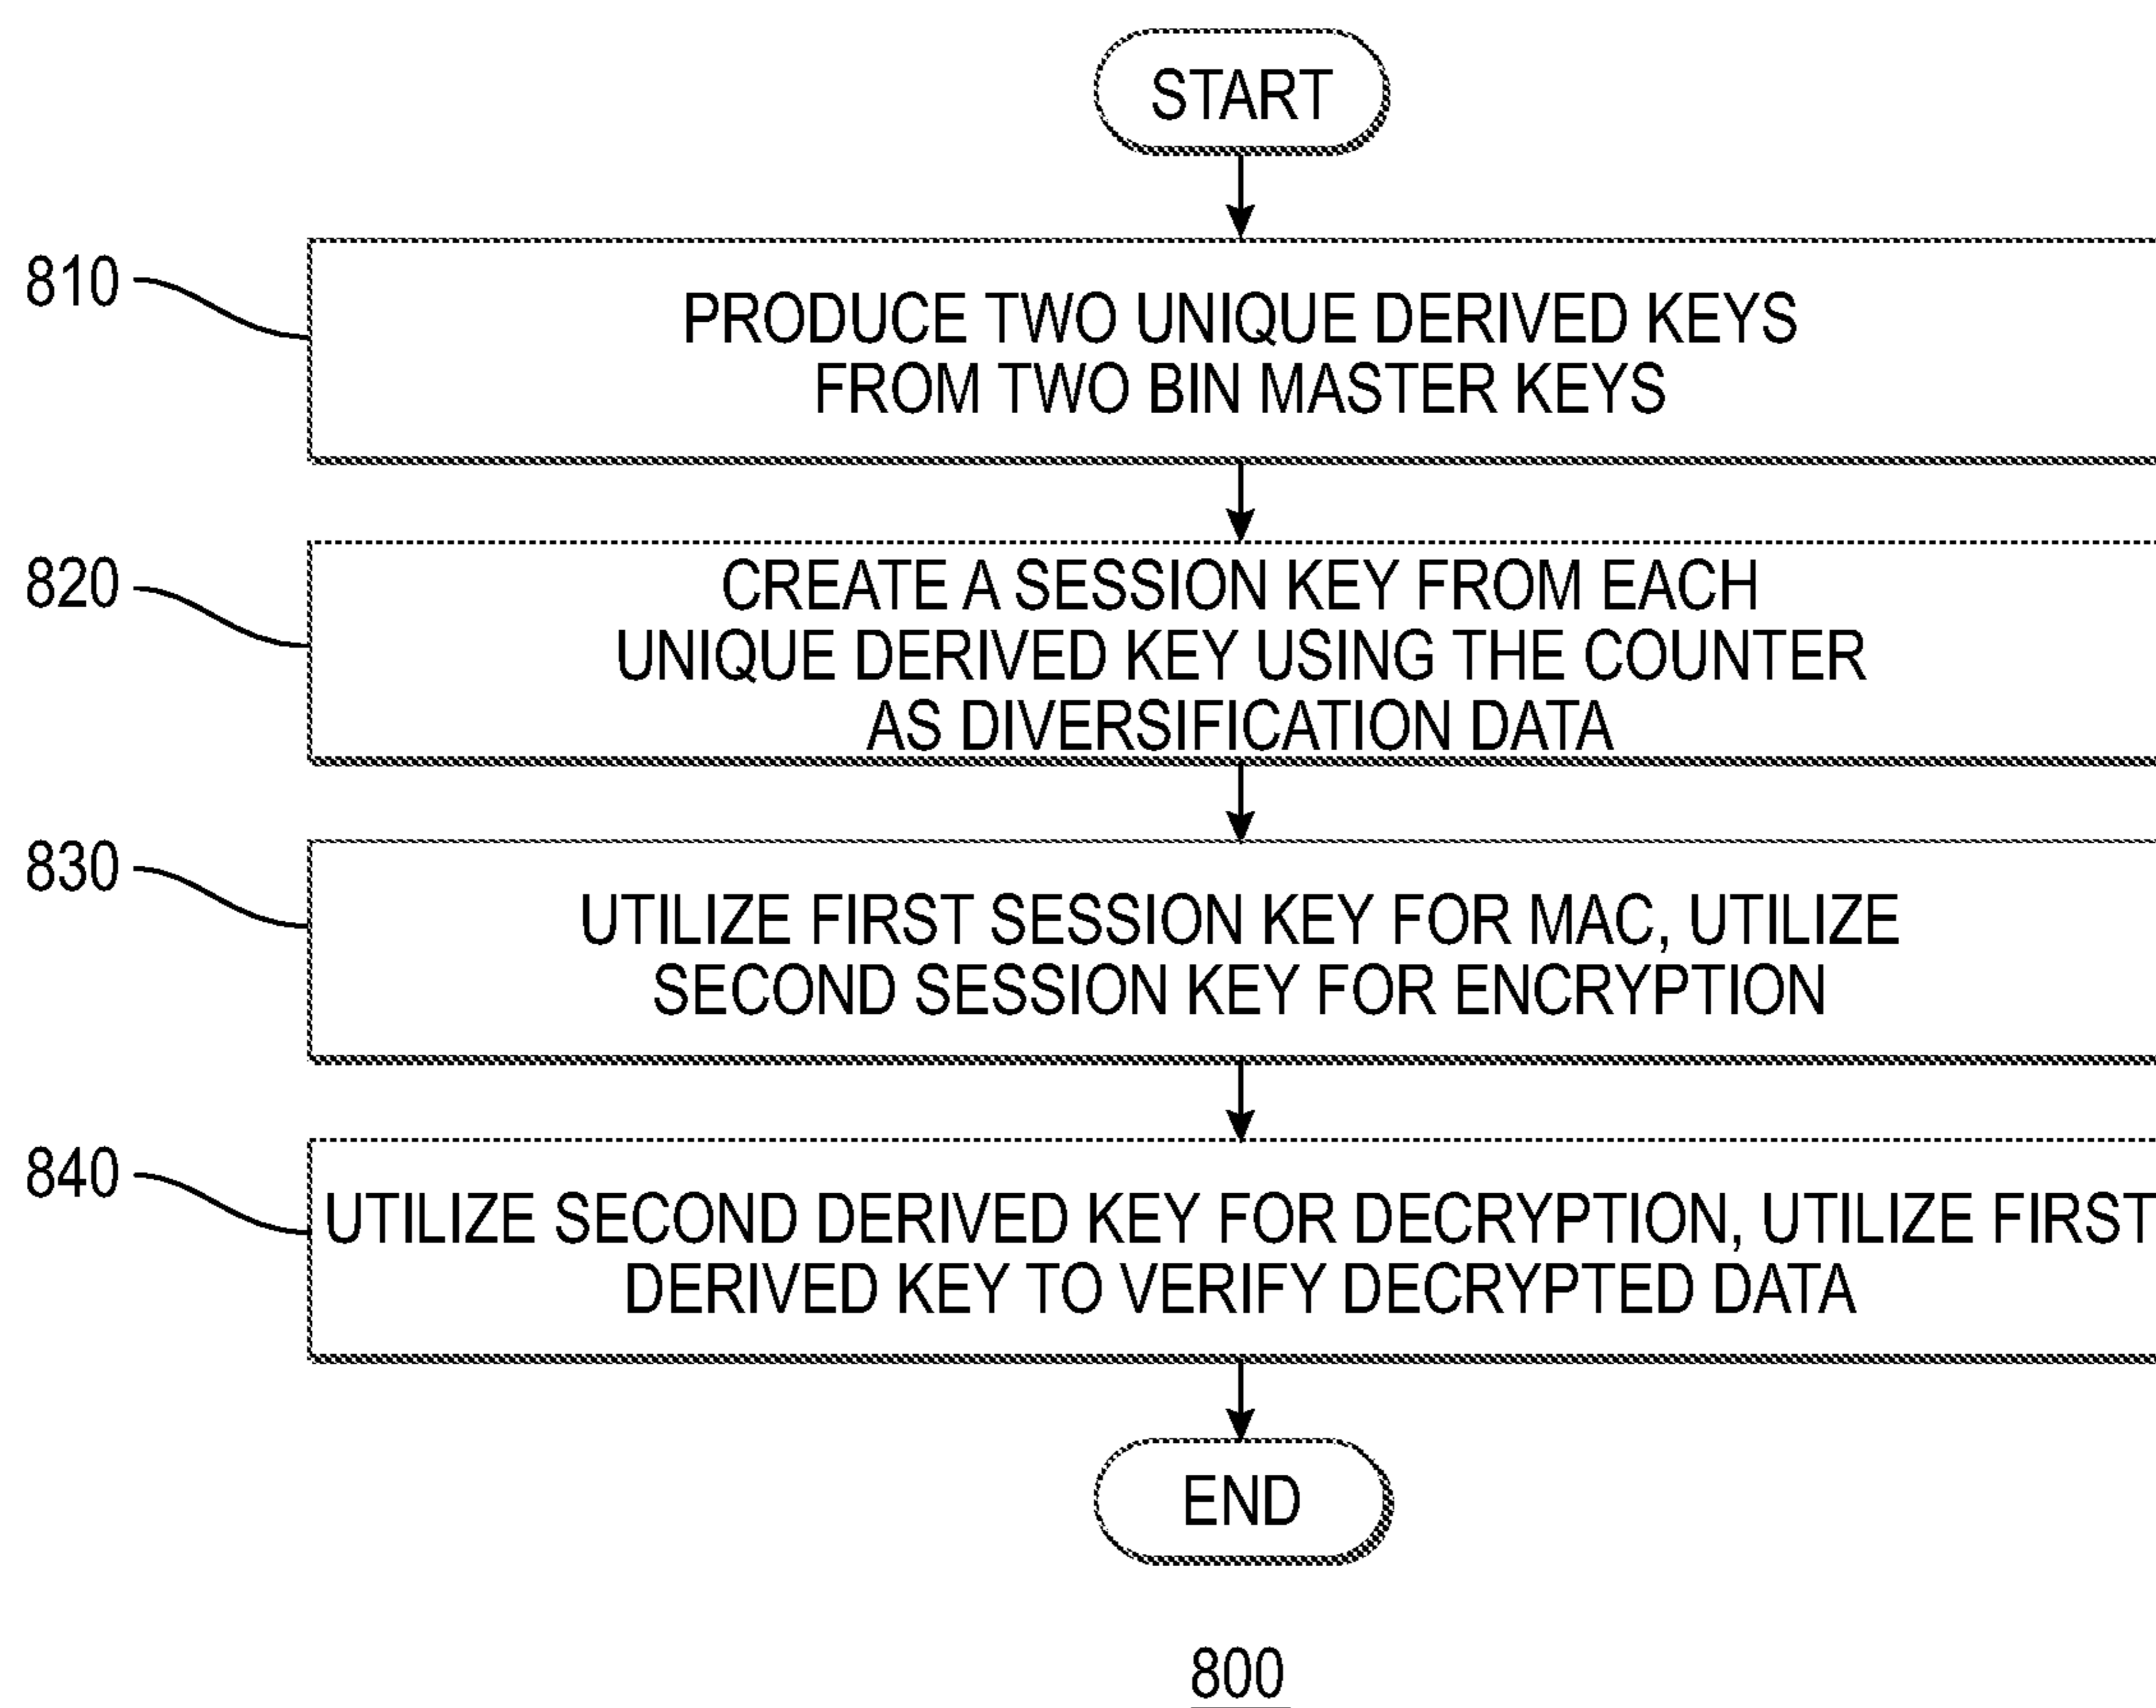 START
810
PRODUCE TWO UNIQUE DERIVED KEYS
FROM TWO BIN MASTER KEYS
820
CREATE A SESSION KEY FROM EACH
UNIQUE DERIVED KEY USING THE COUNTER
AS DIVERSIFICATION DATA
830
UTILIZE FIRST SESSION KEY FOR MAC, UTILIZE
SECOND SESSION KEY FOR ENCRYPTION
840
UTILIZE SECOND DERIVED KEY FOR DECRYPTION, UTILIZE FIRST
DERIVED KEY TO VERIFY DECRYPTED DATA
END
800